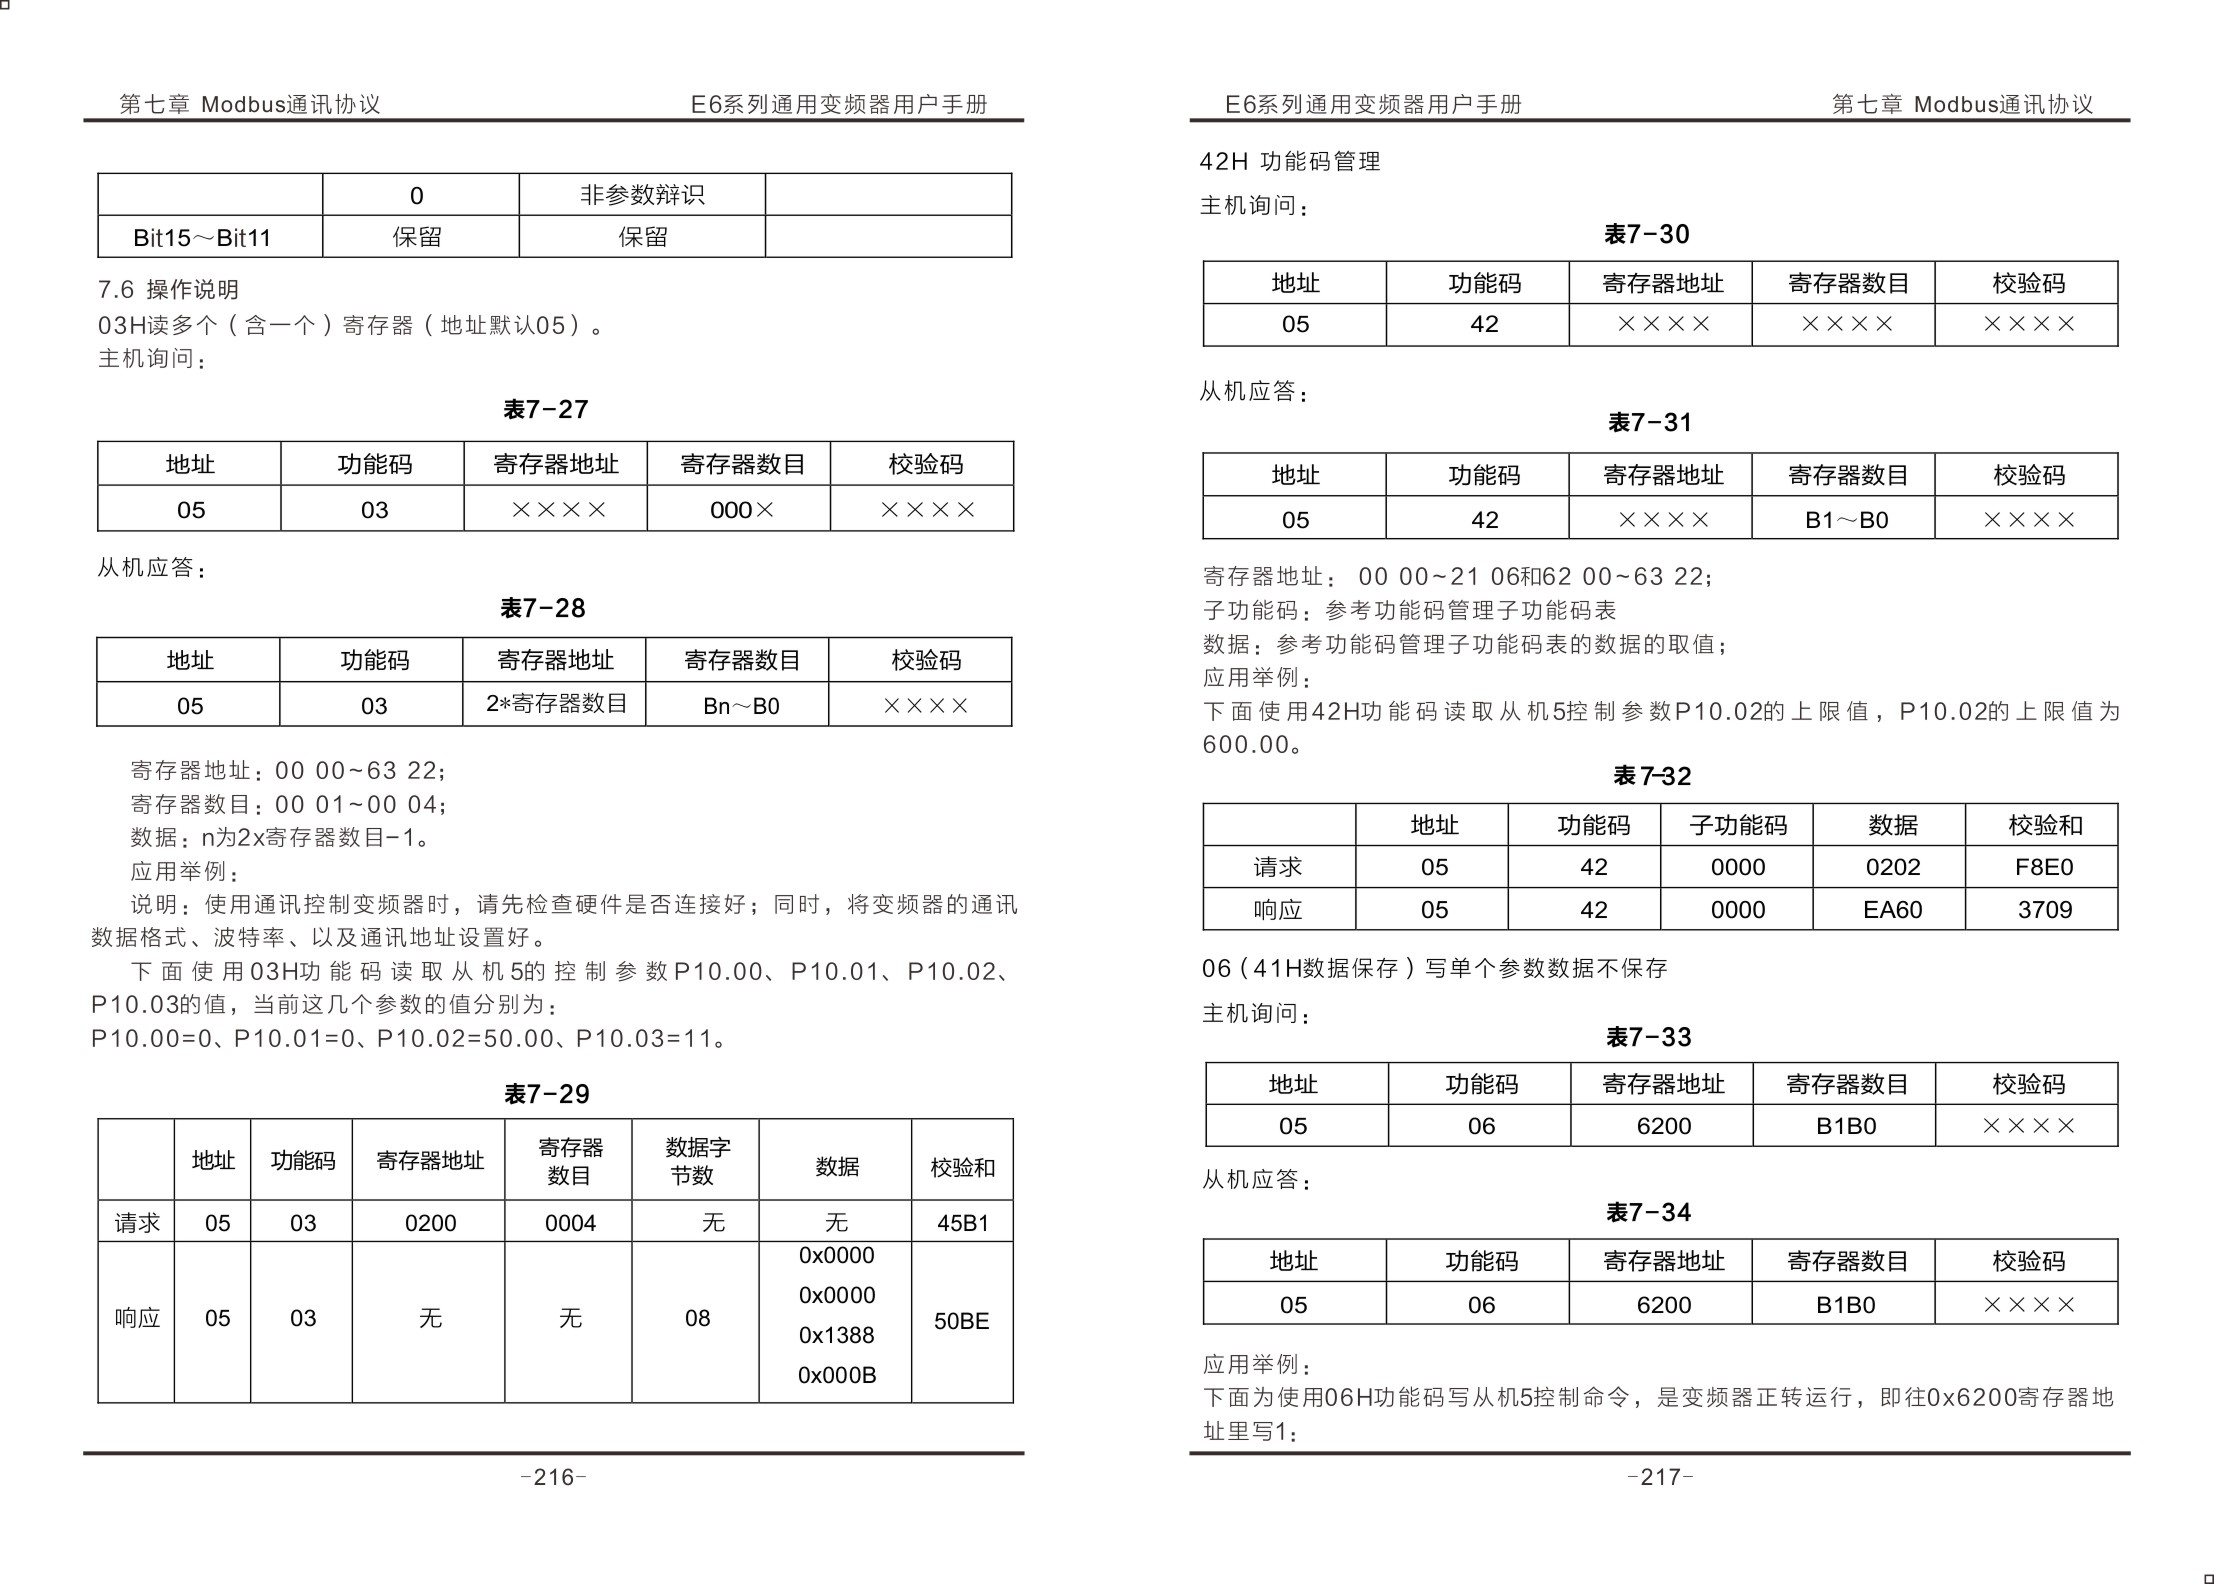 第七章 Modbus通讯协议 E6系列通用变频器用户手册
0 非参数辩识
Bit15～Bit11 保留 保留
7.6 操作说明
03H读多个（含一个）寄存器（地址默认05）。
主机询问：
表7-27
地址 功能码 寄存器地址 寄存器数目 校验码
05 03 ×××× 000× ××××
从机应答：
表7-28
地址 功能码 寄存器地址 寄存器数目 校验码
05 03 2*寄存器数目 Bn～B0 ××××
寄存器地址：00 00~63 22;
寄存器数目：00 01~00 04;
数据：n为2x寄存器数目-1。
应用举例：
说明：使用通讯控制变频器时，请先检查硬件是否连接好；同时，将变频器的通讯
数据格式、波特率、以及通讯地址设置好。
下面使用03H功能码读取从机5的控制参数P10.00、P10.01、P10.02、
P10.03的值，当前这几个参数的值分别为：
P10.00=0、P10.01=0、P10.02=50.00、P10.03=11。
表7-29
地址 功能码 寄存器地址 寄存器数目 数据字节数 数据 校验和
请求 05 03 0200 0004 无 无 45B1
响应 05 03 无 无 08 0x0000 0x0000 0x1388 0x000B 50BE
-216-
E6系列通用变频器用户手册 第七章 Modbus通讯协议
42H 功能码管理
主机询问：
表7-30
地址 功能码 寄存器地址 寄存器数目 校验码
05 42 ×××× ×××× ××××
从机应答：
表7-31
地址 功能码 寄存器地址 寄存器数目 校验码
05 42 ×××× B1～B0 ××××
寄存器地址： 00 00~21 06和62 00~63 22;
子功能码：参考功能码管理子功能码表
数据：参考功能码管理子功能码表的数据的取值；
应用举例：
下面使用42H功能码读取从机5控制参数P10.02的上限值，P10.02的上限值为
600.00。
表7-32
地址 功能码 子功能码 数据 校验和
请求 05 42 0000 0202 F8E0
响应 05 42 0000 EA60 3709
06（41H数据保存）写单个参数数据不保存
主机询问：
表7-33
地址 功能码 寄存器地址 寄存器数目 校验码
05 06 6200 B1B0 ××××
从机应答：
表7-34
地址 功能码 寄存器地址 寄存器数目 校验码
05 06 6200 B1B0 ××××
应用举例：
下面为使用06H功能码写从机5控制命令，是变频器正转运行，即往0x6200寄存器地
址里写1：
-217-